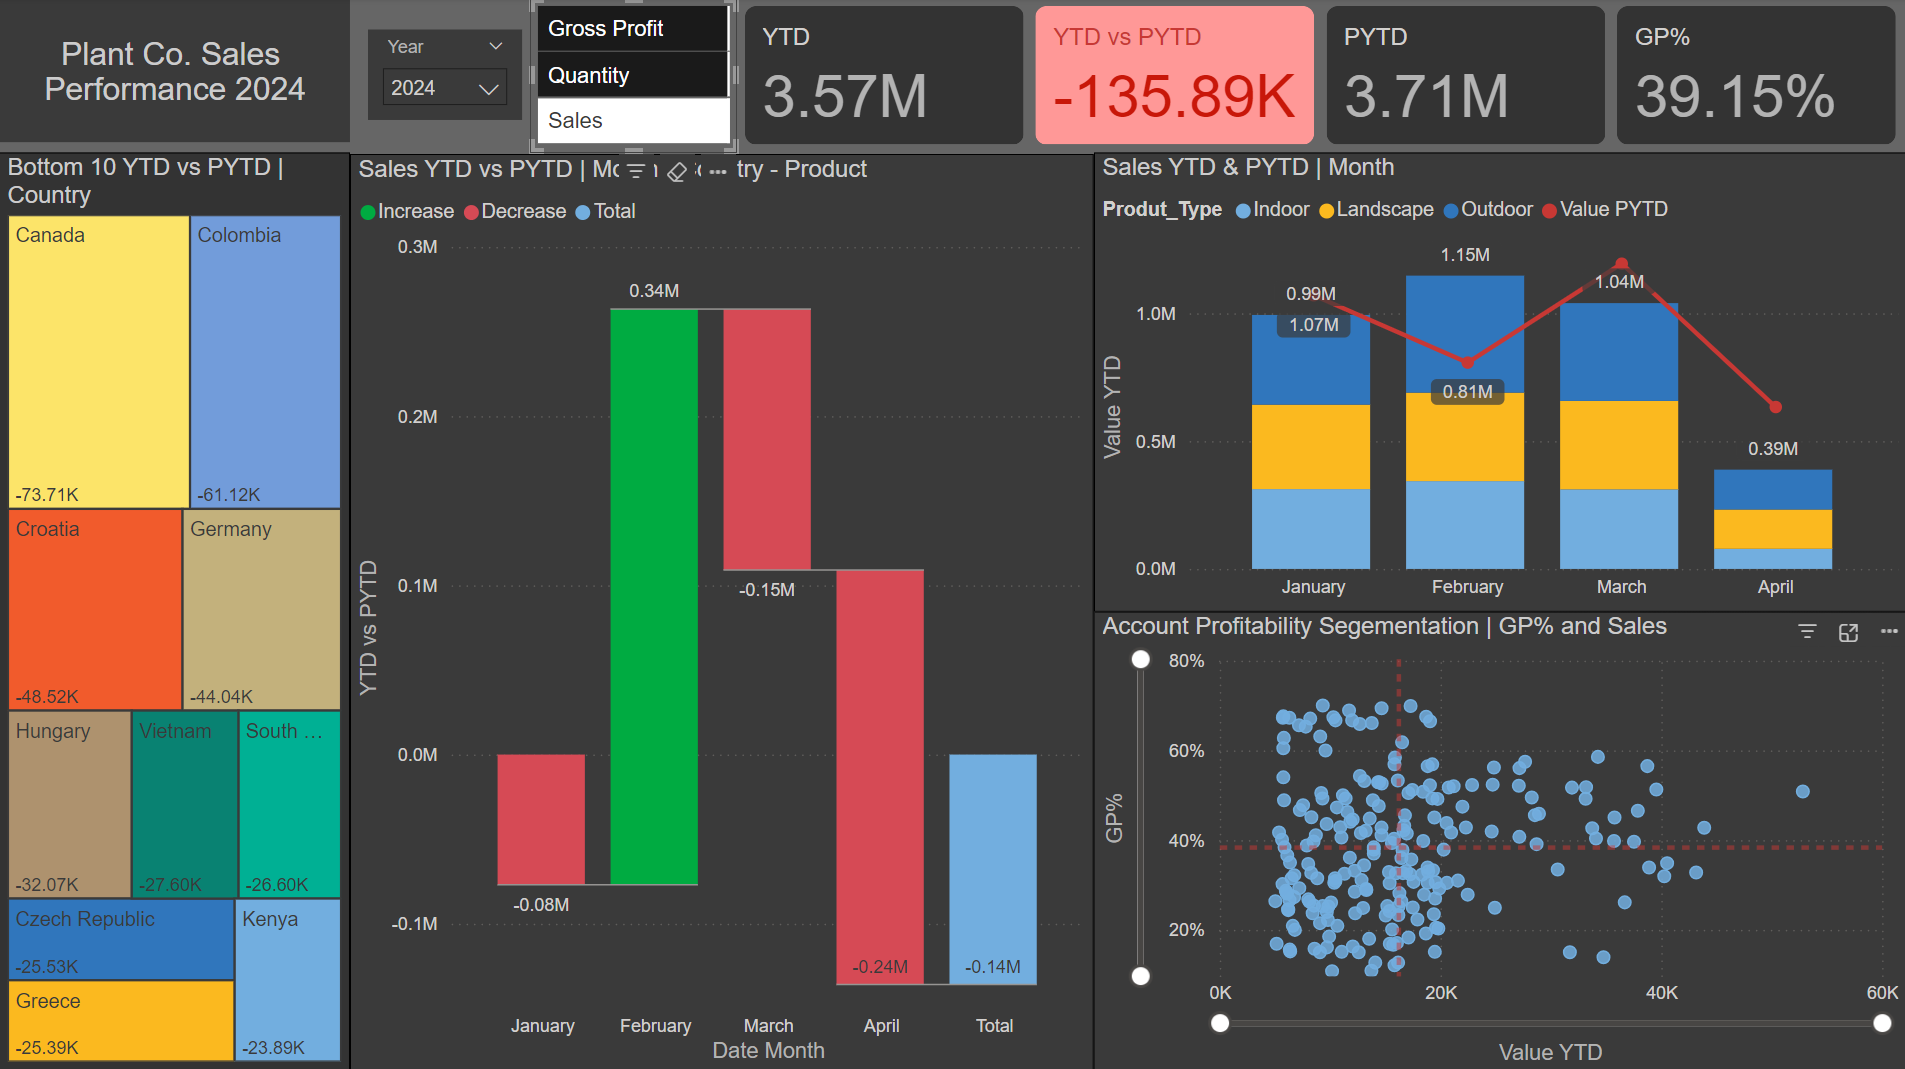 Plant Co. Sales
Performance 2024
Year
2024
Gross Profit
Quantity
Sales
YTD
3.57M
YTD vs PYTD
-135.89K
PYTD
3.71M
GP%
39.15%
Bottom 10 YTD vs PYTD |
Country
Canada
-73.71K
Colombia
-61.12K
Croatia
-48.52K
Germany
-44.04K
Hungary
-32.07K
Vietnam
-27.60K
South ...
-26.60K
Czech Republic
-25.53K
Kenya
-23.89K
Greece
-25.39K
Sales YTD vs PYTD | try - Product
Increase Decrease Total
YTD vs PYTD
0.3M
0.2M
0.1M
0.0M
-0.1M
-0.08M
0.34M
-0.15M
-0.24M
-0.14M
January February March April Total
Date Month
Sales YTD & PYTD | Month
Produt_Type Indoor Landscape Outdoor Value PYTD
Value YTD
1.0M
0.5M
0.0M
0.99M
1.07M
1.15M
0.81M
1.04M
0.39M
January February March April
Account Profitability Segementation | GP% and Sales
GP%
80%
60%
40%
20%
0K 20K 40K 60K
Value YTD